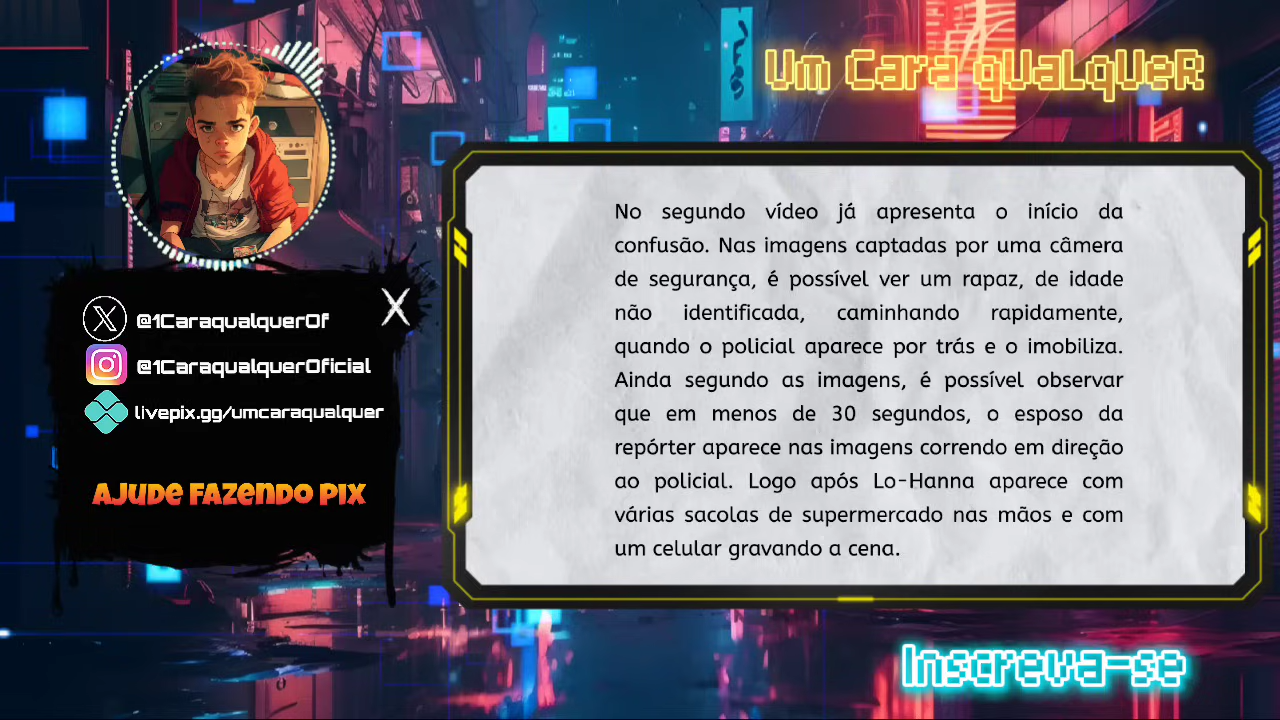 Um Cara qUaLqUeR
@1CaraqualquerOf
@1CaraqualquerOficial
livepix.gg/umcaraqualquer
AJude Fazendo PIX
No segundo vídeo já apresenta o início da
confusão. Nas imagens captadas por uma câmera
de segurança, é possível ver um rapaz, de idade
não identificada, caminhando rapidamente,
quando o policial aparece por trás e o imobiliza.
Ainda segundo as imagens, é possível observar
que em menos de 30 segundos, o esposo da
repórter aparece nas imagens correndo em direção
ao policial. Logo após Lo-Hanna aparece com
várias sacolas de supermercado nas mãos e com
um celular gravando a cena.
Inscreva-se